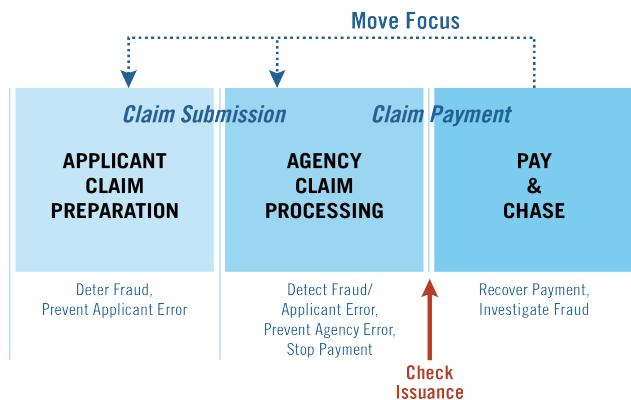 Move Focus
Claim Submission
Claim Payment
APPLICANT
CLAIM
PREPARATION
AGENCY
CLAIM
PROCESSING
PAY
&
CHASE
Deter Fraud,
Prevent Applicant Error
Detect Fraud/
Applicant Error,
Prevent Agency Error,
Stop Payment
Recover Payment,
Investigate Fraud
Check
Issuance